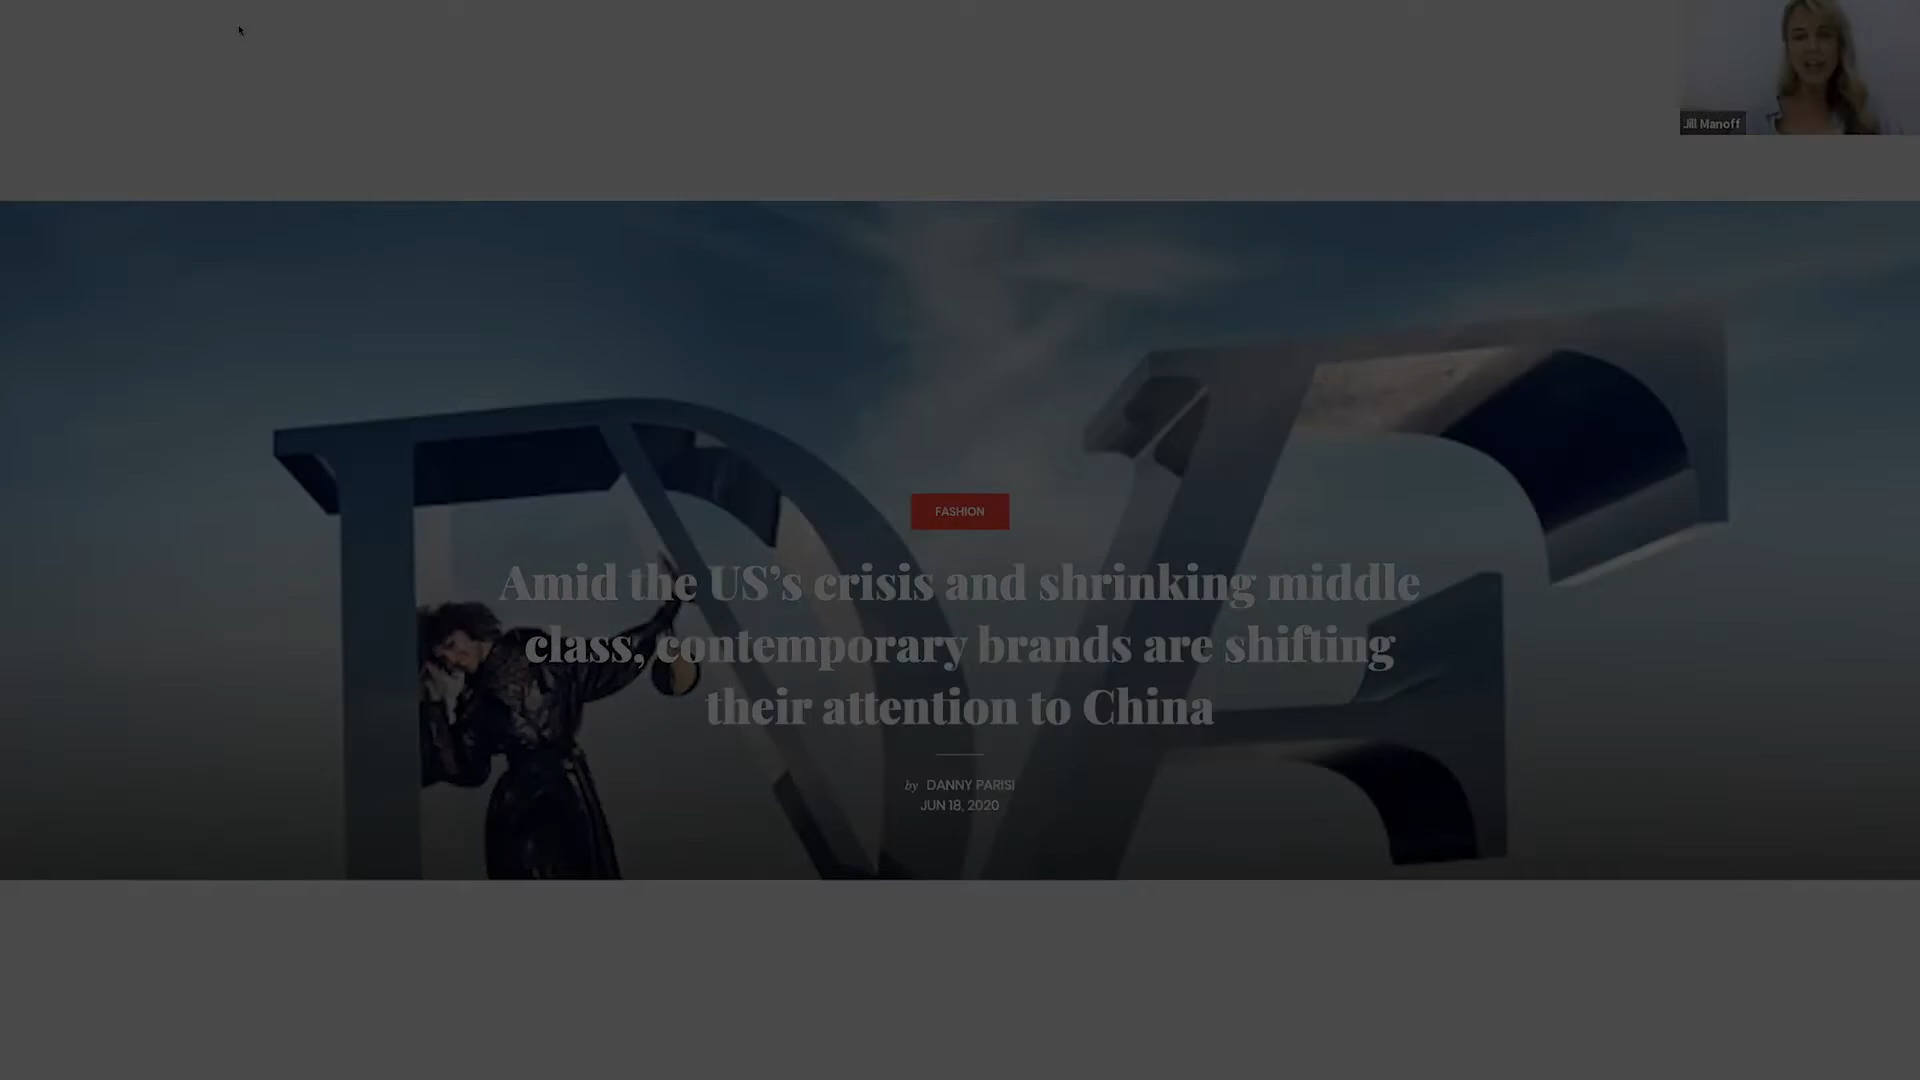 Jill Manoff
FASHION
Amid the US’s crisis and shrinking middle
class, contemporary brands are shifting
their attention to China
by DANNY PARISI
JUN 18, 2020